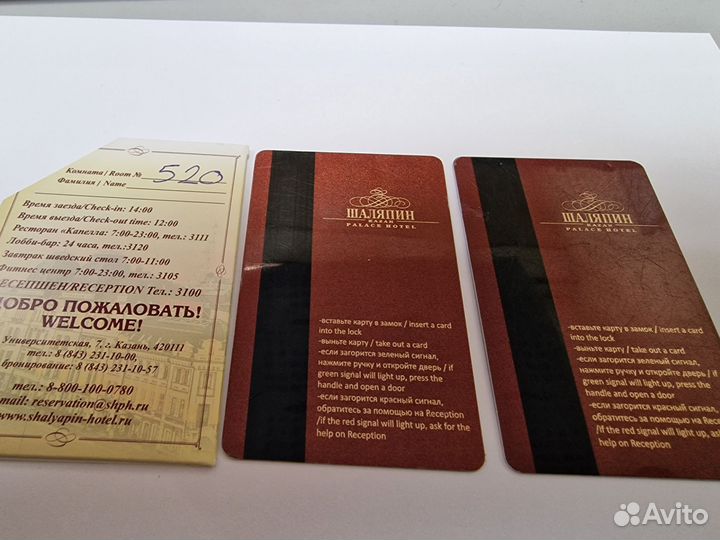 Комната / Room № 520
Фамилия / Name
Время заезда/Check-in: 14:00
Время выезда/Check-out time: 12:00
Ресторан «Капелла: 7:00-23:00, тел.: 3111
Лобби-бар: 24 часа, тел.:3120
Завтрак шведский стол 7:00-11:00
Фитнес центр 7:00-23:00, тел.: 3105
РЕСЕПШЕН/RECEPTION Тел.: 3100
ДОБРО ПОЖАЛОВАТЬ!
WELCOME!
Университетская, 7, г. Казань, 420111
тел.: 8 (843) 231-10-00,
бронирование: 8 (843) 231-10-57
тел.: 8-800-100-0780
mail: reservation@shph.ru
www.shalyapin-hotel.ru
ШАЛЯПИН
KAZAN
PALACE HOTEL
-вставьте карту в замок / insert a card
into the lock
-выньте карту / take out a card
-если загорится зеленый сигнал,
нажмите ручку и откройте дверь / if
green signal will light up, press the
handle and open a door
-если загорится красный сигнал,
обратитесь за помощью на Reception
/if the red signal will light up, ask for the
help on Reception
ШАЛЯПИН
KAZAN
PALACE HOTEL
-вставьте карту в замок / insert a card
into the lock
-выньте карту / take out a card
-если загорится зеленый сигнал,
нажмите ручку и откройте дверь / if
green signal will light up, press the
handle and open a door
-если загорится красный сигнал,
обратитесь за помощью на Reception
/if the red signal will light up, ask for
help on Reception
Avito